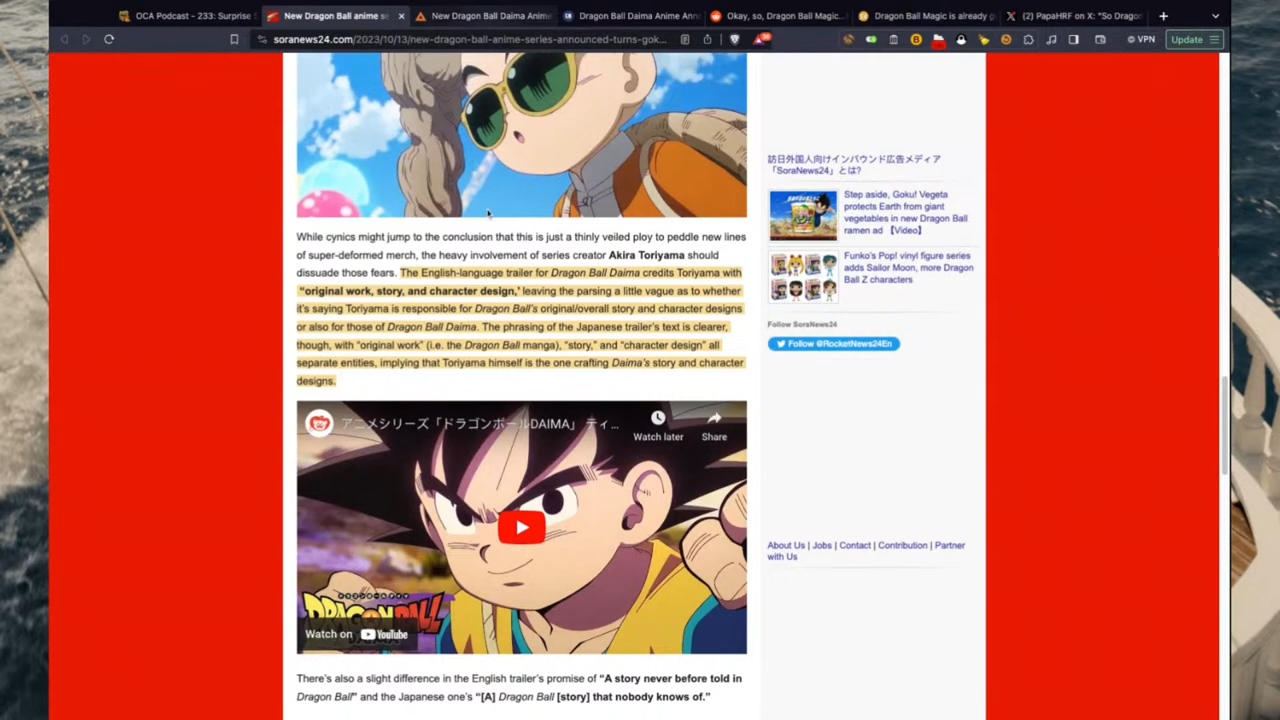 OCA Podcast - 233: Surprise S
New Dragon Ball anime se
New Dragon Ball Daima Anime
Dragon Ball Daima Anime Ann
Okay, so, Dragon Ball Magic...
Dragon Ball Magic is already g
(2) PapaHRF on X: "So Dragon
soranews24.com/2023/10/13/new-dragon-ball-anime-series-announced-turns-gok...
VPN
Update
While cynics might jump to the conclusion that this is just a thinly veiled ploy to peddle new lines
of super-deformed merch, the heavy involvement of series creator Akira Toriyama should
dissuade those fears. The English-language trailer for Dragon Ball Daima credits Toriyama with
“original work, story, and character design,’ leaving the parsing a little vague as to whether
it’s saying Toriyama is responsible for Dragon Ball’s original/overall story and character designs
or also for those of Dragon Ball Daima. The phrasing of the Japanese trailer’s text is clearer,
though, with “original work” (i.e. the Dragon Ball manga), “story,” and “character design” all
separate entities, implying that Toriyama himself is the one crafting Daima’s story and character
designs.
アニメシリーズ「ドラゴンボールDAIMA」 ティ...
Watch later
Share
ドラゴンボール ダイマ
DRAGON BALL
Watch on YouTube
There’s also a slight difference in the English trailer’s promise of “A story never before told in
Dragon Ball” and the Japanese one’s “[A] Dragon Ball [story] that nobody knows of.”
訪日外国人向けインバウンド広告メディア
「SoraNews24」とは?
Step aside, Goku! Vegeta
protects Earth from giant
vegetables in new Dragon Ball
ramen ad 【Video】
Funko’s Pop! vinyl figure series
adds Sailor Moon, more Dragon
Ball Z characters
Follow SoraNews24
Follow @RocketNews24En
About Us | Jobs | Contact | Contribution | Partner
with Us